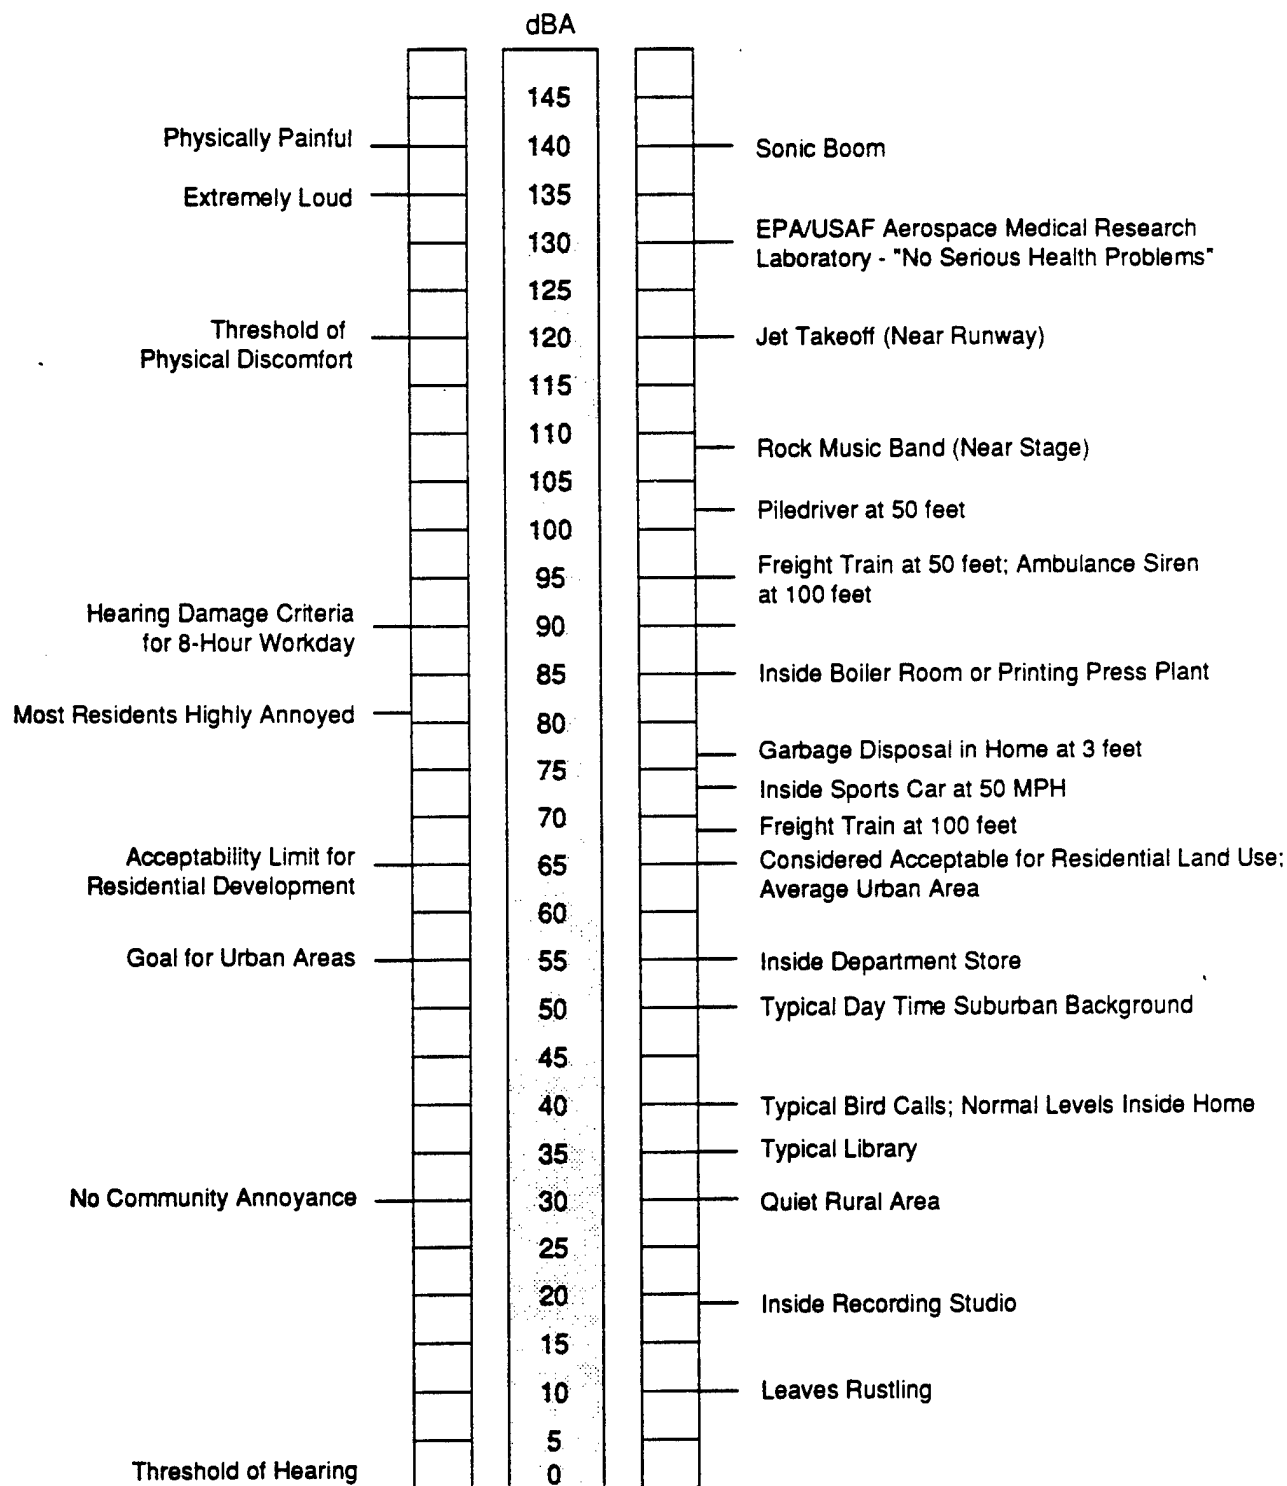 dBA
145
Physically Painful
140
Sonic Boom
Extremely Loud
135
130
EPA/USAF Aerospace Medical Research
Laboratory - "No Serious Health Problems"
125
Threshold of
Physical Discomfort
120
Jet Takeoff (Near Runway)
115
110
Rock Music Band (Near Stage)
105
Piledriver at 50 feet
100
95
Freight Train at 50 feet; Ambulance Siren
at 100 feet
Hearing Damage Criteria
for 8-Hour Workday
90
85
Inside Boiler Room or Printing Press Plant
Most Residents Highly Annoyed
80
Garbage Disposal in Home at 3 feet
75
Inside Sports Car at 50 MPH
70
Freight Train at 100 feet
Acceptability Limit for
Residential Development
65
Considered Acceptable for Residential Land Use;
Average Urban Area
60
Goal for Urban Areas
55
Inside Department Store
50
Typical Day Time Suburban Background
45
40
Typical Bird Calls; Normal Levels Inside Home
35
Typical Library
No Community Annoyance
30
Quiet Rural Area
25
20
Inside Recording Studio
15
10
Leaves Rustling
5
Threshold of Hearing
0